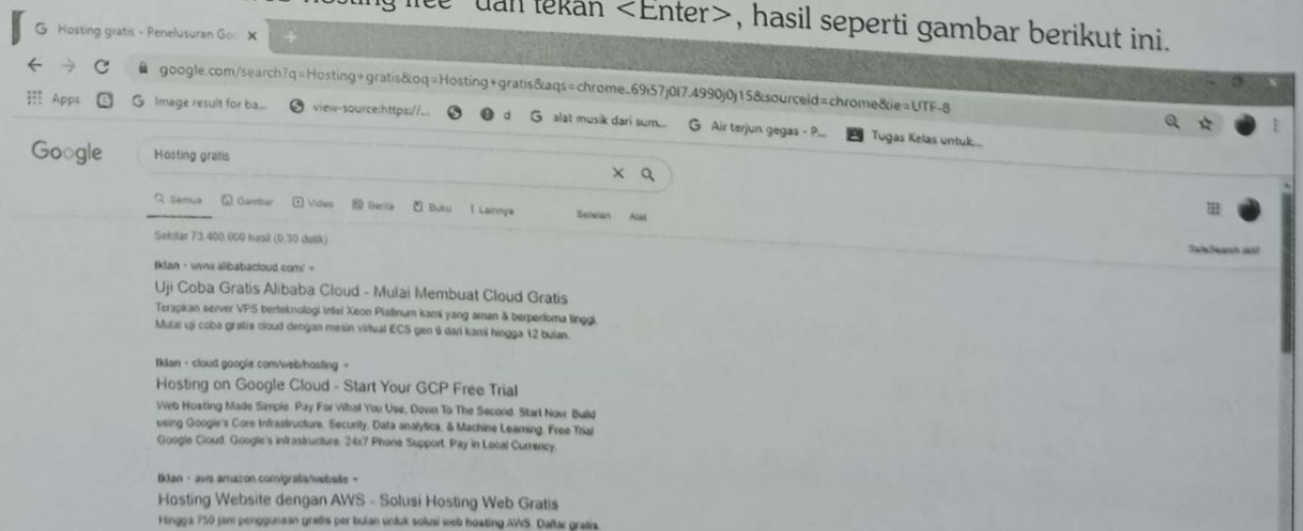 hosting free" dan tekan <Enter>, hasil seperti gambar berikut ini.
G Hosting gratis - Penelusuran Go
google.com/search?q=Hosting+gratis&oq=Hosting+gratis&aqs=chrome..69i57j0l7.4990j0j15&sourceid=chrome&ie=UTF-8
Apps G Image result for ba... view-source:https://... d G alat musik dari sum... G Air terjun gegas - P... Tugas Kelas untuk...
Google Hosting gratis
Semua Gambar Video Berita Buku Lainnya Setelan Alat
Sekitar 73.400.000 hasil (0,30 detik)
SafeSearch aktif
Iklan · www.alibabacloud.com/
Uji Coba Gratis Alibaba Cloud - Mulai Membuat Cloud Gratis
Terapkan server VPS berteknologi Intel Xeon Platinum kami yang aman & berperforma tinggi.
Mulai uji coba gratis cloud dengan mesin virtual ECS gen 6 dari kami hingga 12 bulan.
Iklan · cloud.google.com/web/hosting
Hosting on Google Cloud - Start Your GCP Free Trial
Web Hosting Made Simple. Pay For What You Use, Down To The Second. Start Now. Build
using Google's Core Infrastructure, Security, Data analytics, & Machine Learning. Free Trial
Google Cloud. Google's infrastructure. 24x7 Phone Support. Pay in Local Currency.
Iklan · aws.amazon.com/gratis/website
Hosting Website dengan AWS - Solusi Hosting Web Gratis
Hingga 750 jam penggunaan gratis per bulan untuk solusi web hosting AWS. Daftar gratis.